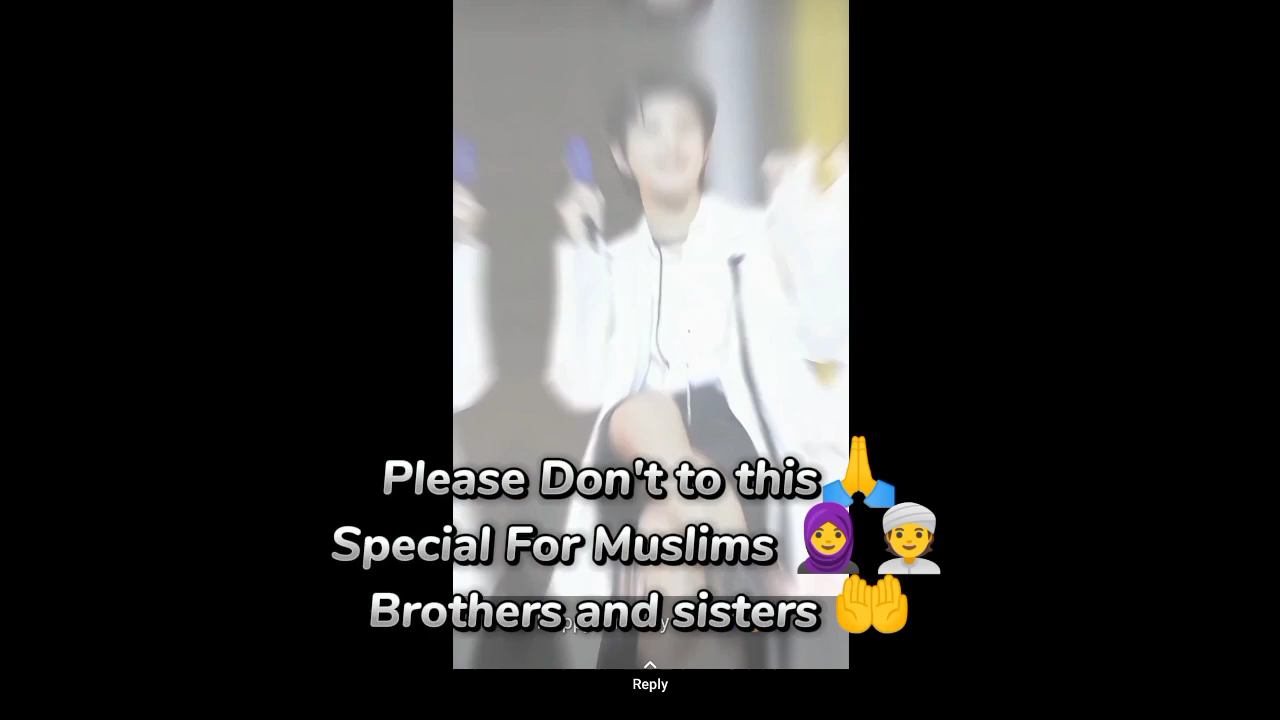 Please Don't to this 🙏
Special For Muslims 🧕 👳
Brothers and sisters 🤲
Reply